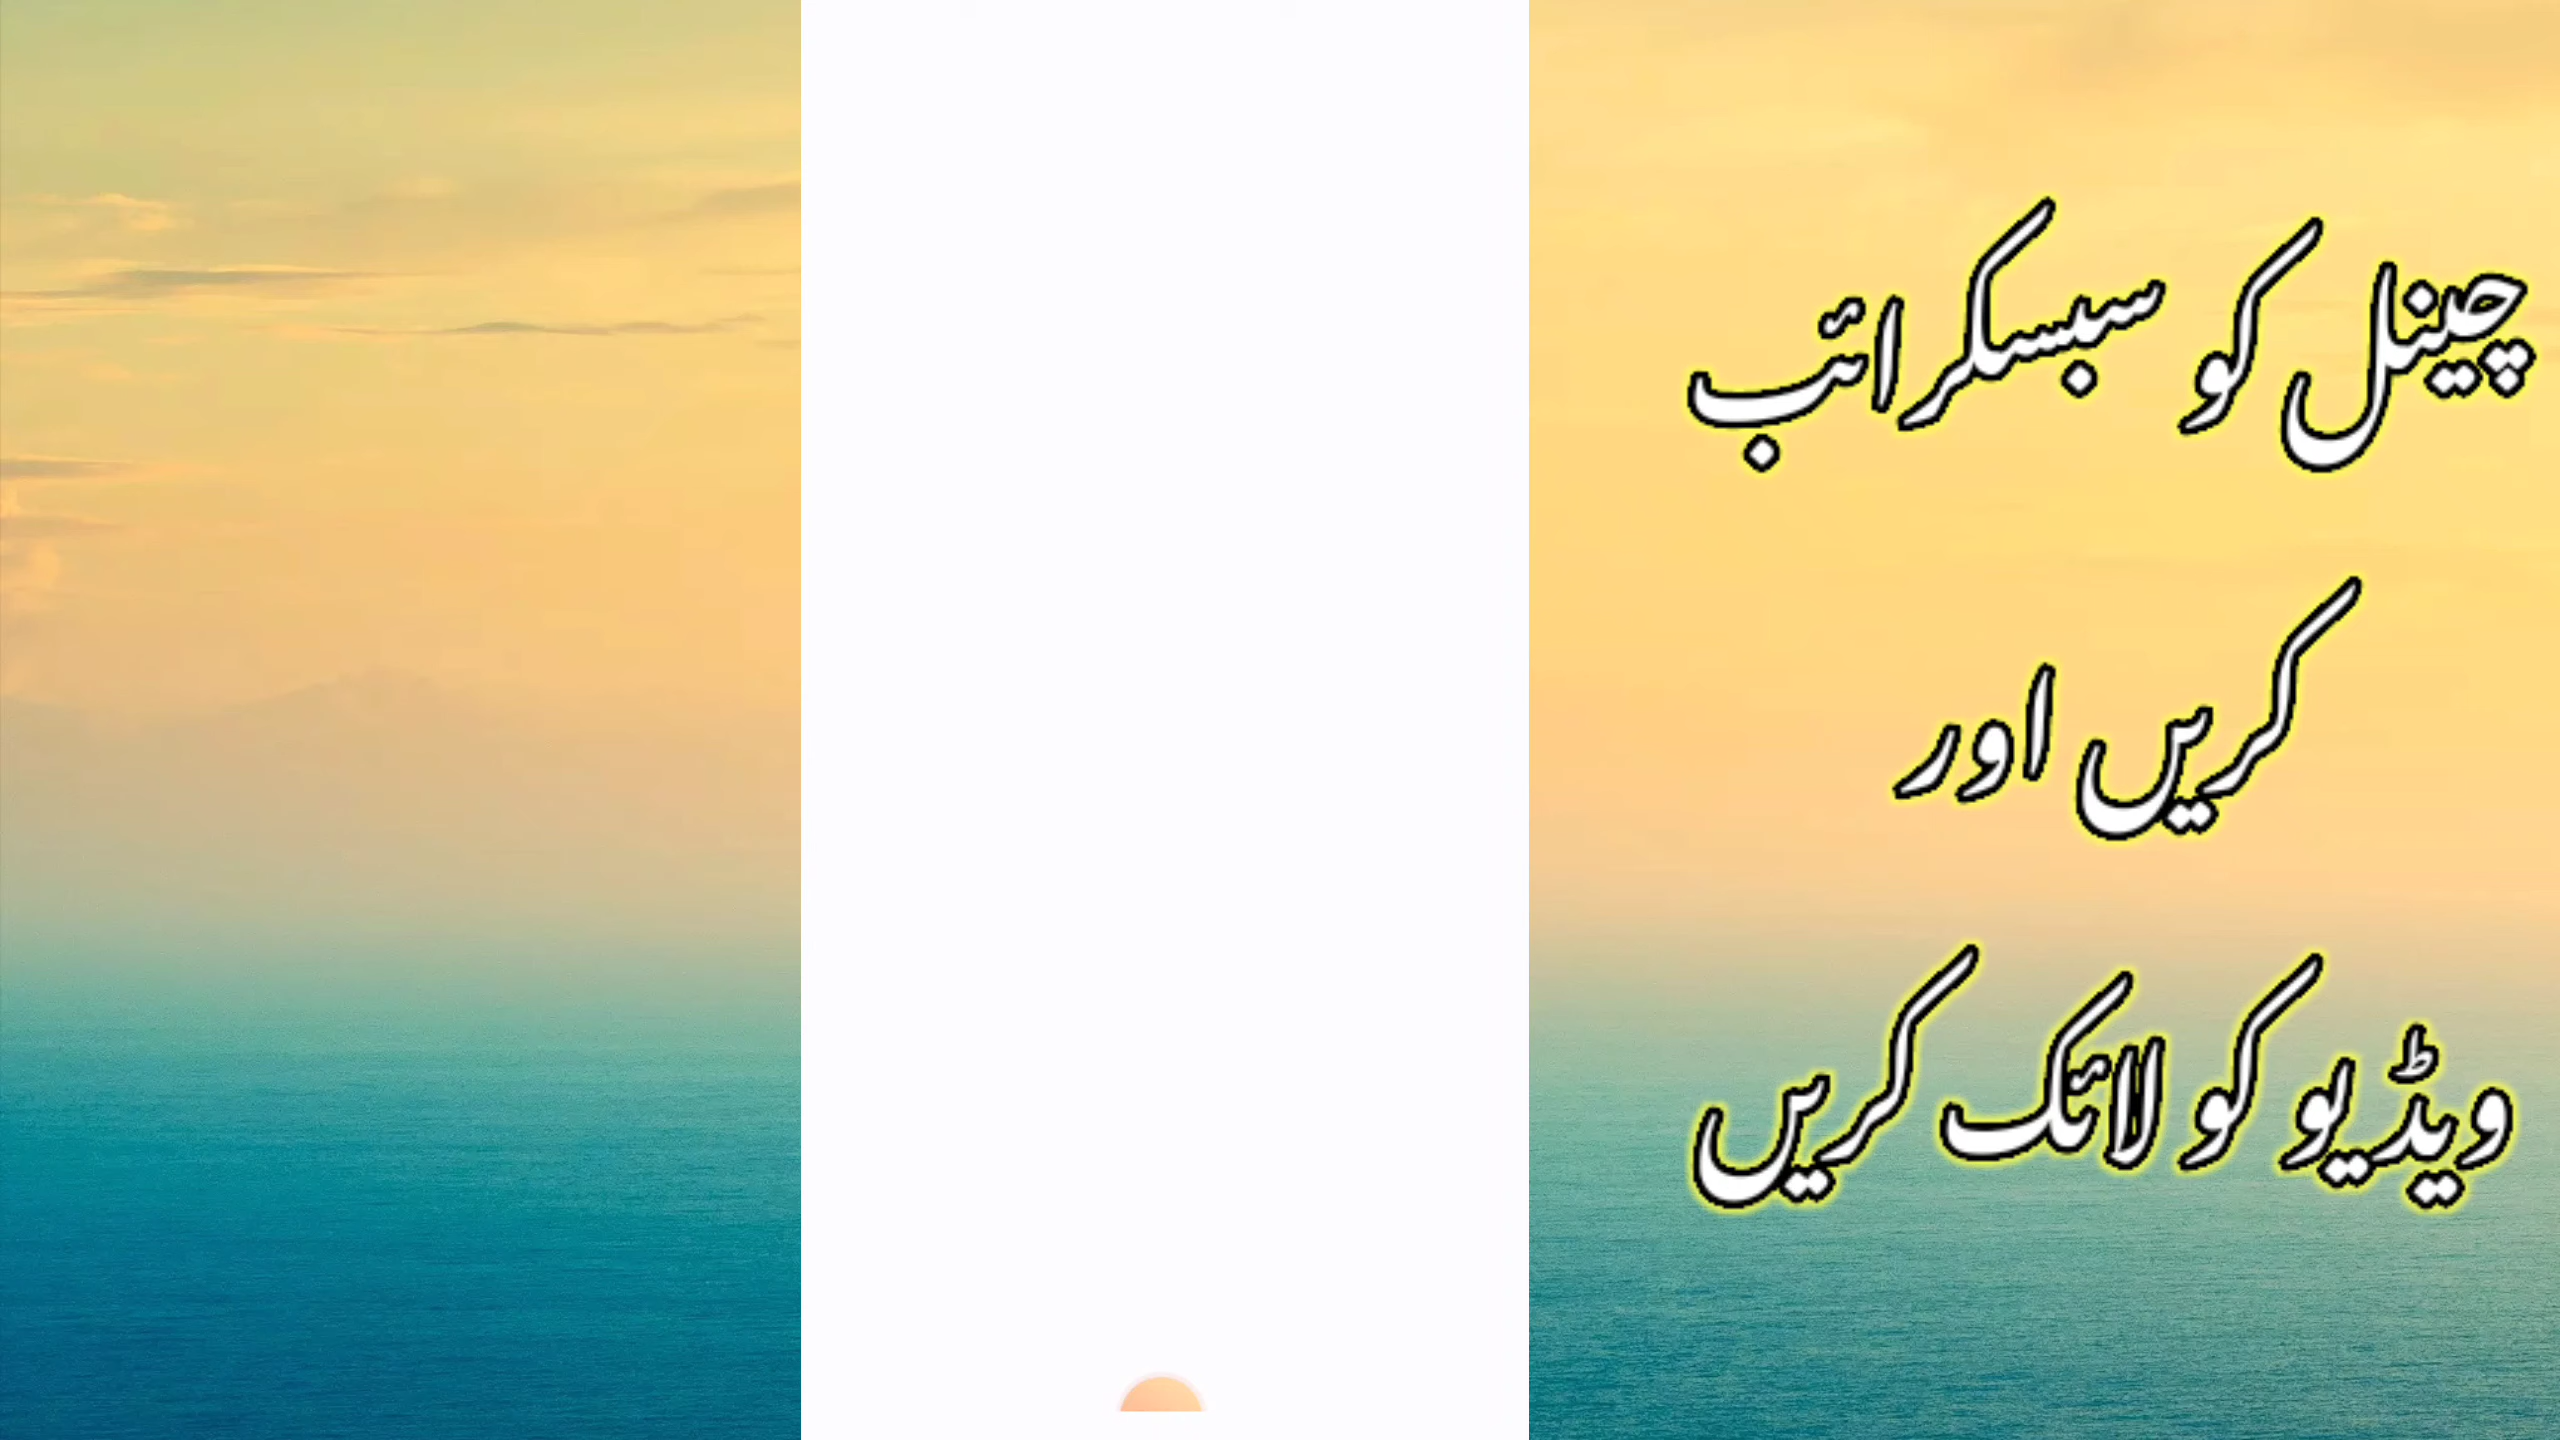 چینل کو سبسکرائب
کریں اور
ویڈیو کو لائک کریں